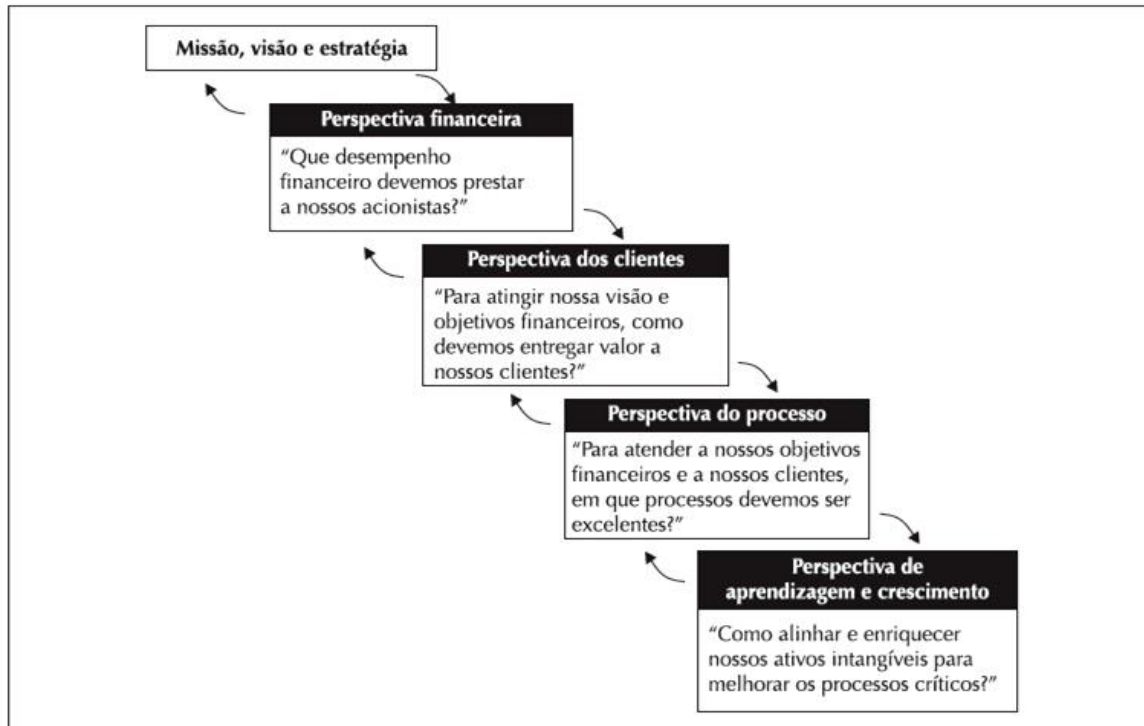 Missão, visão e estratégia
Perspectiva financeira
“Que desempenho
financeiro devemos prestar
a nossos acionistas?”
Perspectiva dos clientes
“Para atingir nossa visão e
objetivos financeiros, como
devemos entregar valor a
nossos clientes?”
Perspectiva do processo
“Para atender a nossos objetivos
financeiros e a nossos clientes,
em que processos devemos ser
excelentes?”
Perspectiva de
aprendizagem e crescimento
“Como alinhar e enriquecer
nossos ativos intangíveis para
melhorar os processos críticos?”